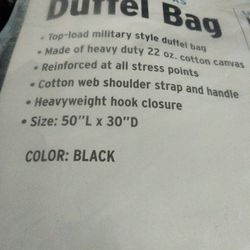 Duffel Bag
• Top-load military style duffel bag
• Made of heavy duty 22 oz. cotton canvas
• Reinforced at all stress points
• Cotton web shoulder strap and handle
• Heavyweight hook closure
• Size: 50"L x 30"D
COLOR: BLACK